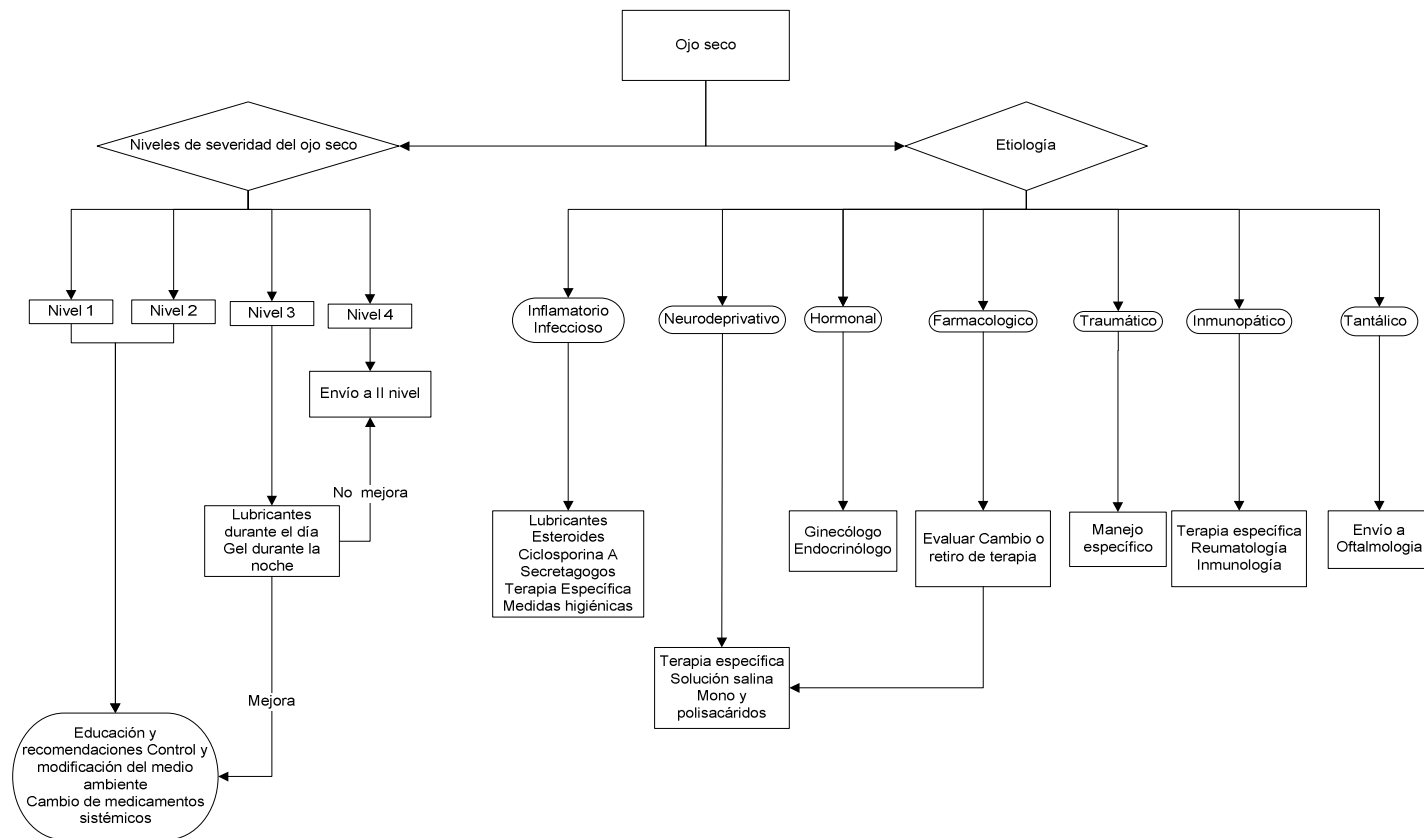 Ojo seco
Niveles de severidad del ojo seco
Etiología
Nivel 1
Nivel 2
Nivel 3
Nivel 4
Inflamatorio
Infeccioso
Neurodeprivativo
Hormonal
Farmacologico
Traumático
Inmunopático
Tantálico
Envío a II nivel
No mejora
Lubricantes
durante el día
Gel durante la
noche
Mejora
Educación y
recomendaciones Control y
modificación del medio
ambiente
Cambio de medicamentos
sistémicos
Lubricantes
Esteroides
Ciclosporina A
Secretagogos
Terapia Específica
Medidas higiénicas
Terapia específica
Solución salina
Mono y
polisacáridos
Ginecólogo
Endocrinólogo
Evaluar Cambio o
retiro de terapia
Manejo
específico
Terapia específica
Reumatología
Inmunología
Envío a
Oftalmologia